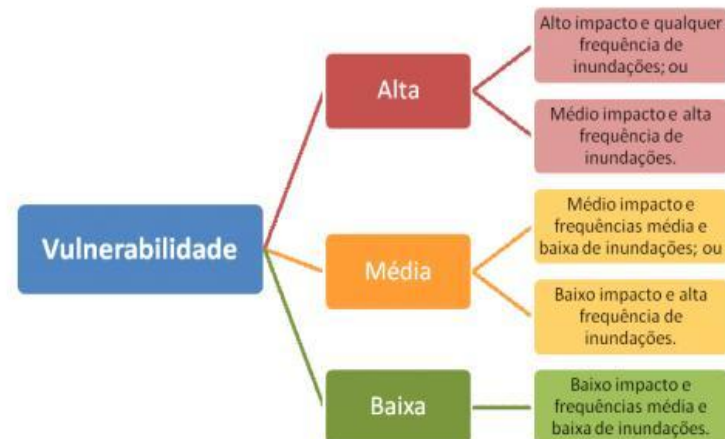 Vulnerabilidade
Alta
Alto impacto e qualquer
frequência de
inundações; ou
Médio impacto e alta
frequência de
inundações.
Média
Médio impacto e
frequências média e
baixa de inundações; ou
Baixo impacto e alta
frequência de
inundações.
Baixa
Baixo impacto e
frequências média e
baixa de inundações.